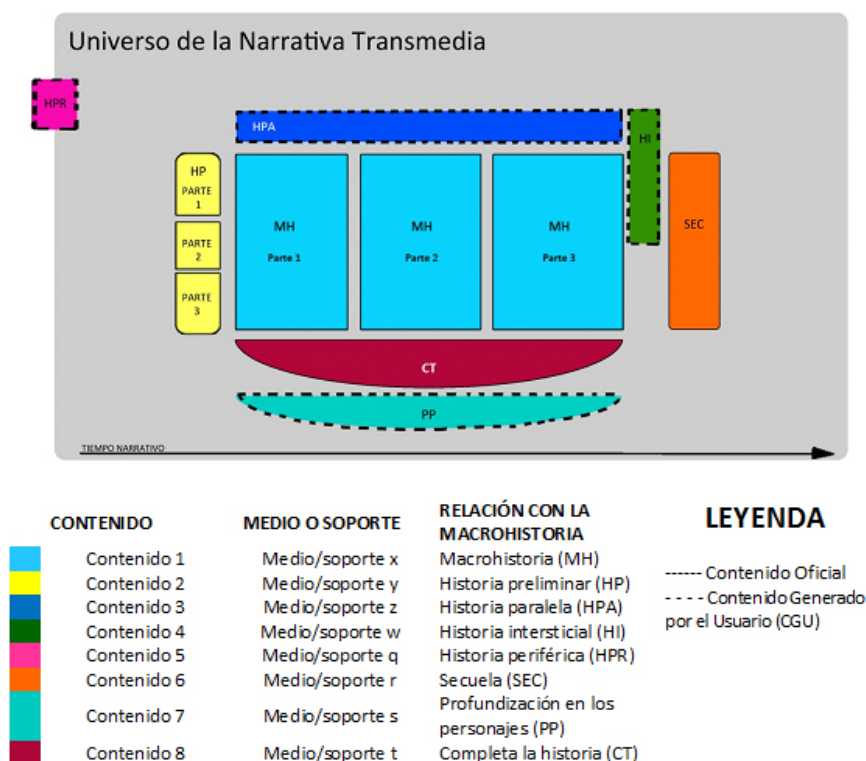 Universo de la Narrativa Transmedia
HPR
HPA
HI
HP
PARTE
1
PARTE
2
PARTE
3
MH
Parte 1
MH
Parte 2
MH
Parte 3
SEC
CT
PP
TIEMPO NARRATIVO
CONTENIDO MEDIO O SOPORTE RELACIÓN CON LA
MACROHISTORIA
Contenido 1 Medio/soporte x Macrohistoria (MH)
Contenido 2 Medio/soporte y Historia preliminar (HP)
Contenido 3 Medio/soporte z Historia paralela (HPA)
Contenido 4 Medio/soporte w Historia intersticial (HI)
Contenido 5 Medio/soporte q Historia periférica (HPR)
Contenido 6 Medio/soporte r Secuela (SEC)
Contenido 7 Medio/soporte s Profundización en los
personajes (PP)
Contenido 8 Medio/soporte t Completa la historia (CT)
LEYENDA
------ Contenido Oficial
- - - - Contenido Generado
por el Usuario (CGU)